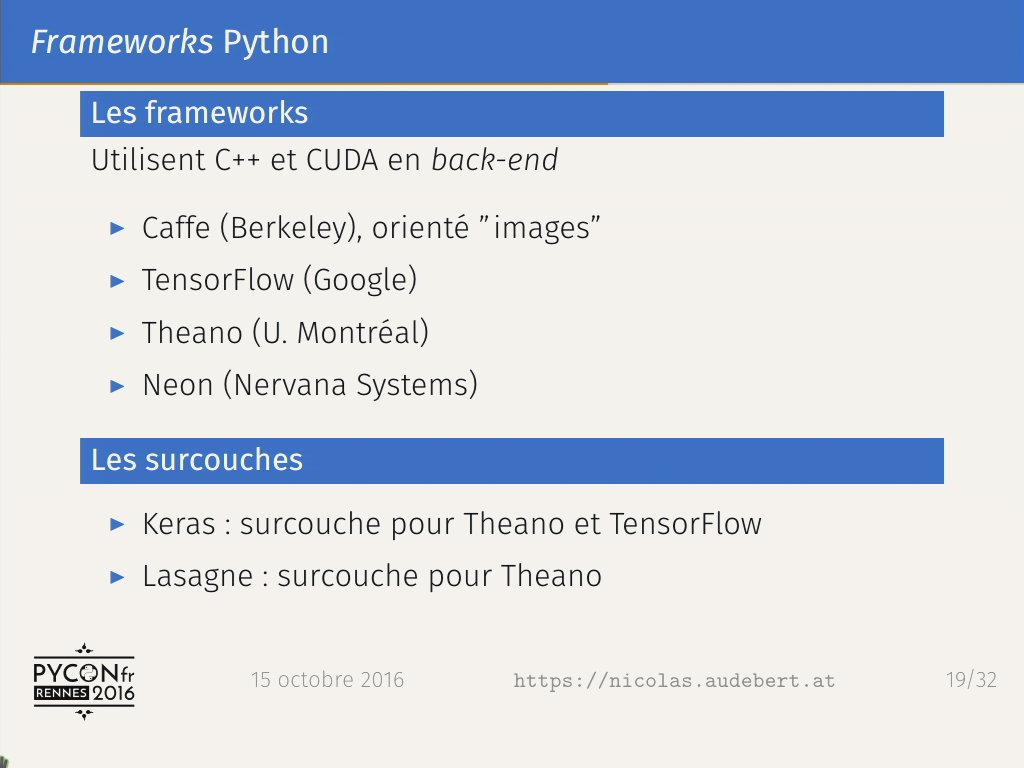 Frameworks Python
Les frameworks
Utilisent C++ et CUDA en back-end
Caffe (Berkeley), orienté ”images”
TensorFlow (Google)
Theano (U. Montréal)
Neon (Nervana Systems)
Les surcouches
Keras : surcouche pour Theano et TensorFlow
Lasagne : surcouche pour Theano
PYCONfr
RENNES 2016
15 octobre 2016
https://nicolas.audebert.at
19/32